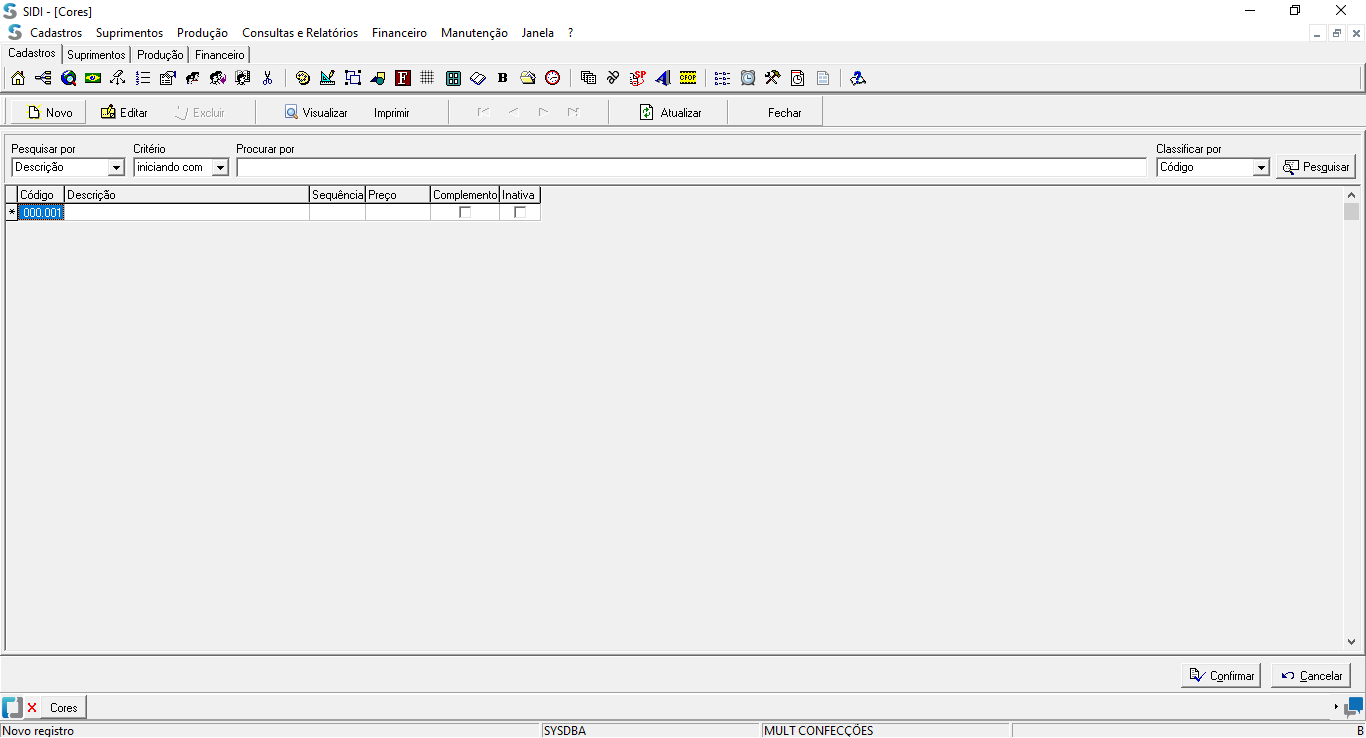 SIDI - [Cores]
Cadastros Suprimentos Produção Consultas e Relatórios Financeiro Manutenção Janela ?
Cadastros Suprimentos Produção Financeiro
F B SP CFOP
Novo Editar Excluir Visualizar Imprimir Atualizar Fechar
Pesquisar por Critério Procurar por Classificar por
Descrição iniciando com Código Pesquisar
Código Descrição Sequência Preço Complemento Inativa
* 000.001
Confirmar Cancelar
Cores
Novo registro SYSDBA MULT CONFECÇÕES B